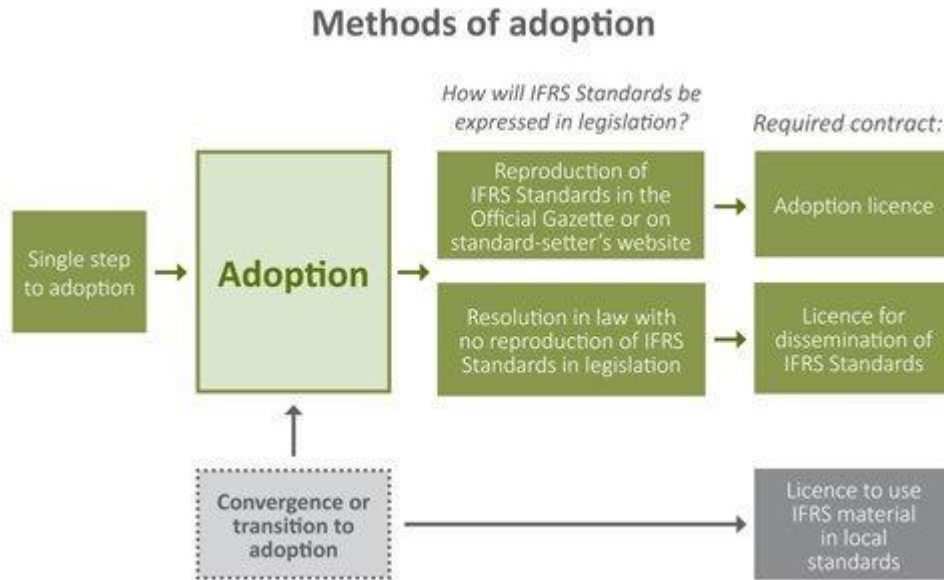 Methods of adoption
How will IFRS Standards be
expressed in legislation?
Required contract:
Single step
to adoption
Adoption
Reproduction of
IFRS Standards in the
Official Gazette or on
standard-setter's website
Adoption licence
Resolution in law with
no reproduction of IFRS
Standards in legislation
Licence for
dissemination of
IFRS Standards
Convergence or
transition to
adoption
Licence to use
IFRS material
in local
standards